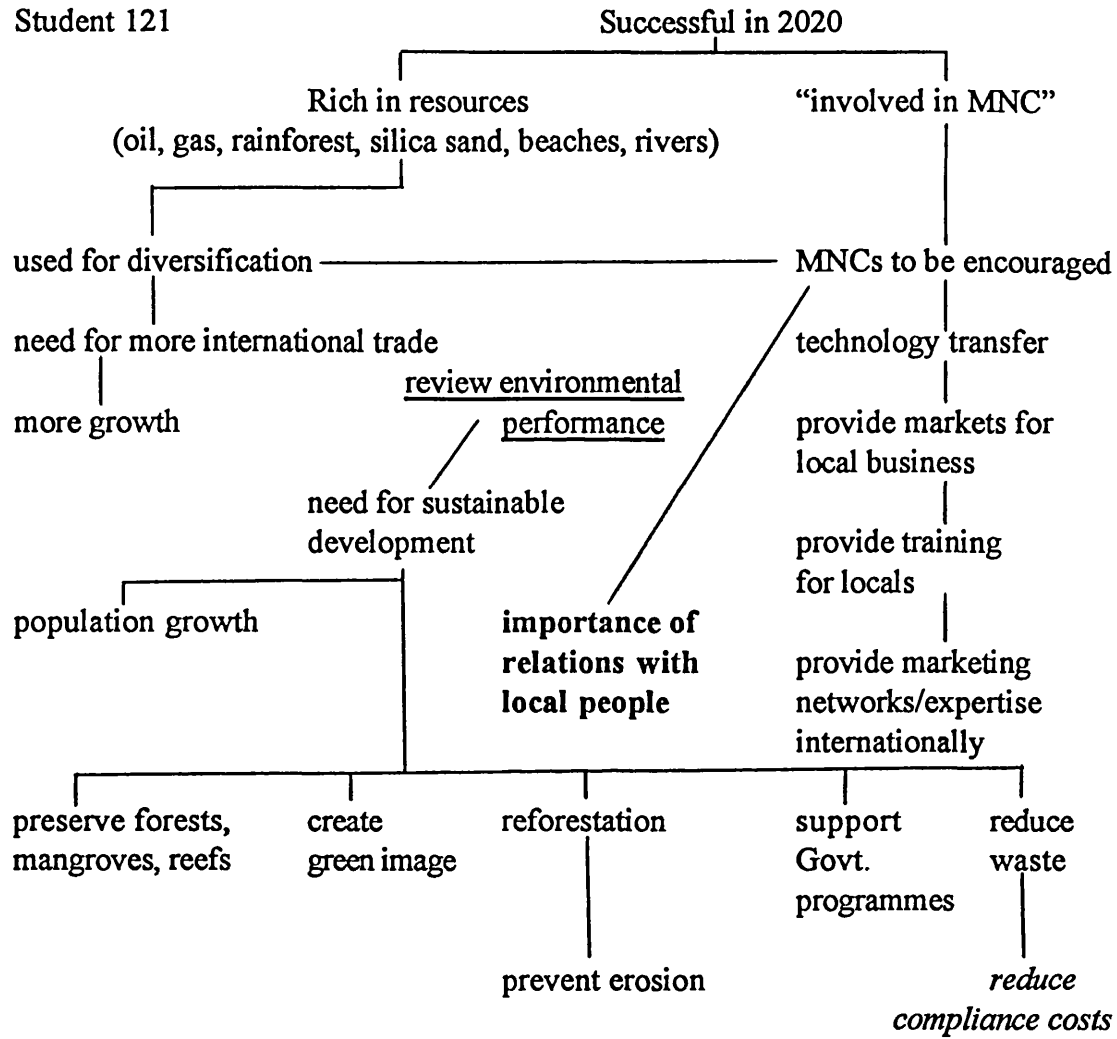 Student 121
Successful in 2020
Rich in resources
(oil, gas, rainforest, silica sand, beaches, rivers)
“involved in MNC”
used for diversification
MNCs to be encouraged
need for more international trade
technology transfer
review environmental
performance
more growth
provide markets for
local business
need for sustainable
development
provide training
for locals
population growth
importance of
relations with
local people
provide marketing
networks/expertise
internationally
preserve forests,
mangroves, reefs
create
green image
reforestation
support
Govt.
programmes
reduce
waste
prevent erosion
reduce
compliance costs